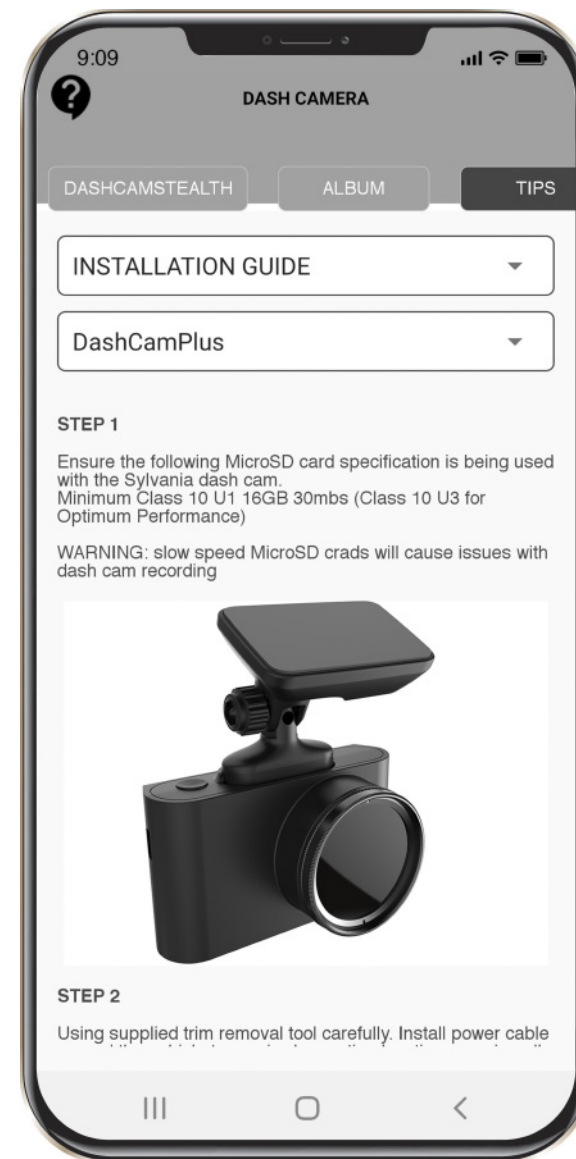 9:09
DASH CAMERA
DASHCAMSTEALTH
ALBUM
TIPS
INSTALLATION GUIDE
DashCamPlus
STEP 1
Ensure the following MicroSD card specification is being used
with the Sylvania dash cam.
Minimum Class 10 U1 16GB 30mbs (Class 10 U3 for
Optimum Performance)
WARNING: slow speed MicroSD crads will cause issues with
dash cam recording
STEP 2
Using supplied trim removal tool carefully. Install power cable